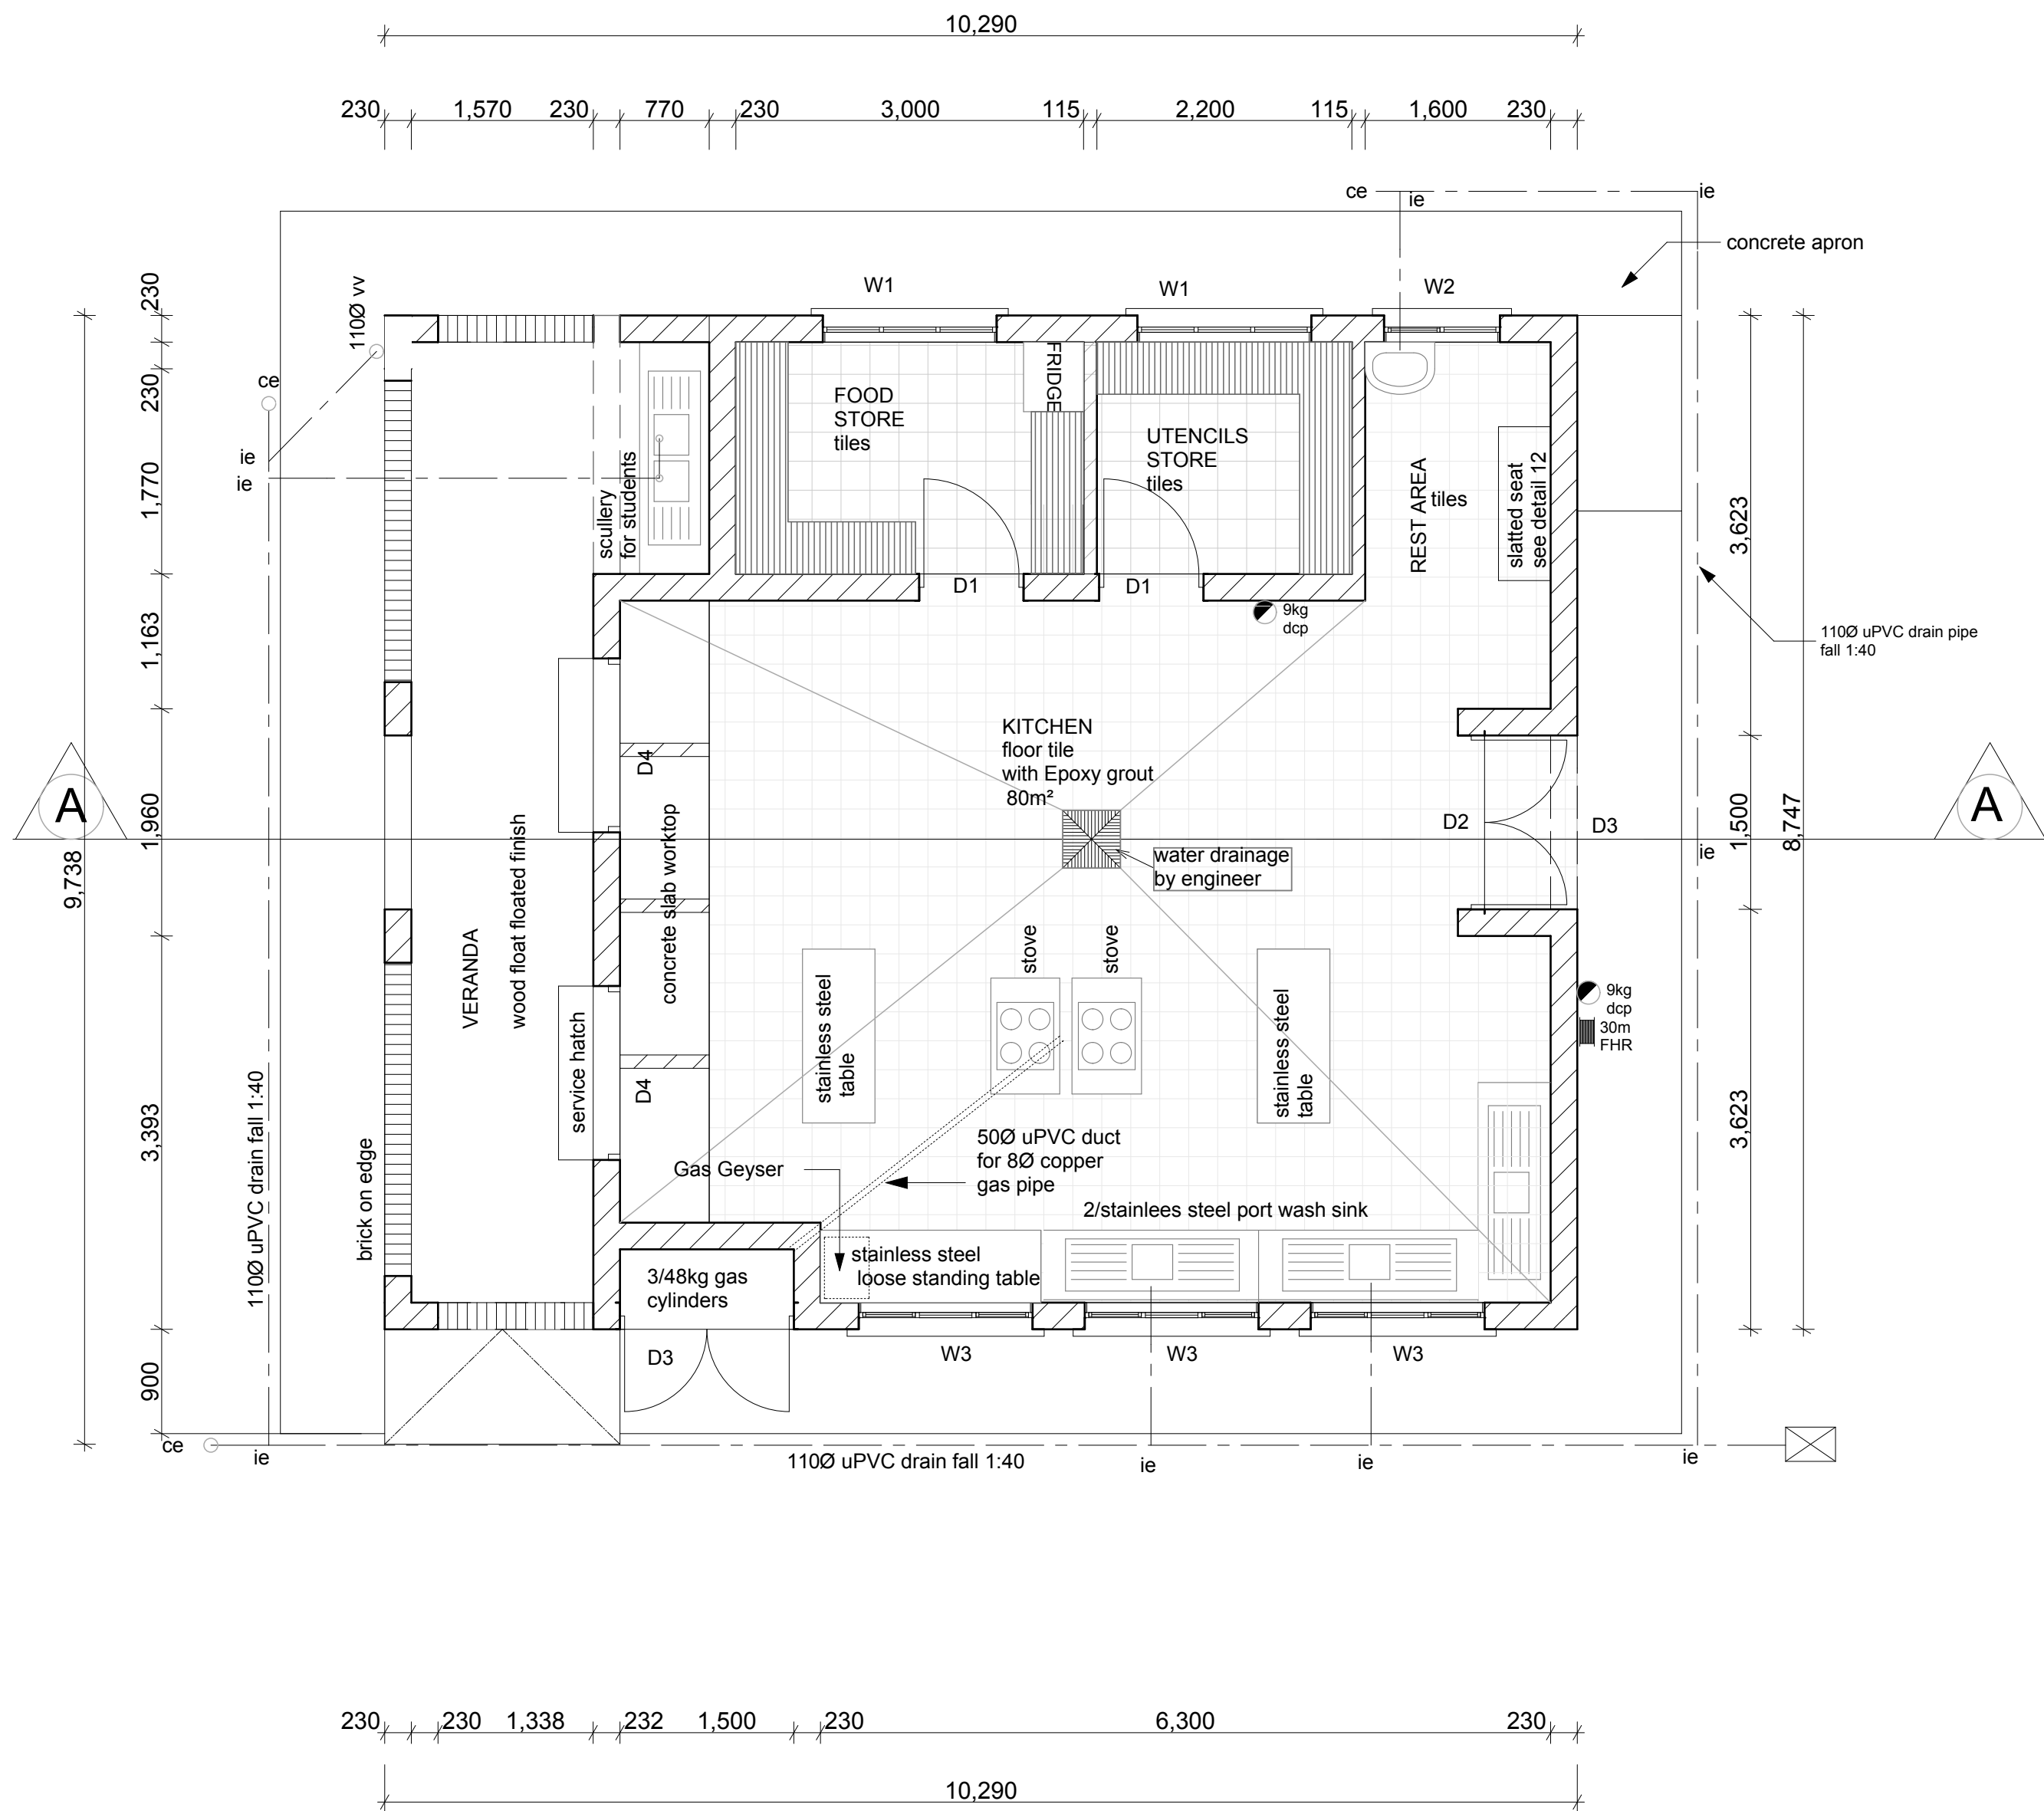 10,290
230 1,570 230 770 230 3,000 115 2,200 115 1,600 230
ce ie ie
concrete apron
W1 W1 W2
110Ø vv
ce
ie
ie
230
230
1,770
1,163
1,960
3,393
900
9,738
FOOD
STORE
tiles
FRIDGE
UTENCILS
STORE
tiles
REST AREA
tiles
slatted seat
see detail 12
scullery
for students
D1 D1
9kg
dcp
110Ø uPVC drain pipe
fall 1:40
3,623
1,500
3,623
8,747
KITCHEN
floor tile
with Epoxy grout
80m²
D4
A
A
D2 D3
ie
water drainage
by engineer
VERANDA
wood float floated finish
concrete slab worktop
stove
stove
stainless steel
table
stainless steel
table
9kg
dcp
30m
FHR
service hatch
D4
110Ø uPVC drain fall 1:40
brick on edge
Gas Geyser
50Ø uPVC duct
for 8Ø copper
gas pipe
2/stainlees steel port wash sink
stainless steel
loose standing table
3/48kg gas
cylinders
D3
W3 W3 W3
ce
ie
110Ø uPVC drain fall 1:40
ie
ie
ie
230 230 1,338 232 1,500 230 6,300 230
10,290